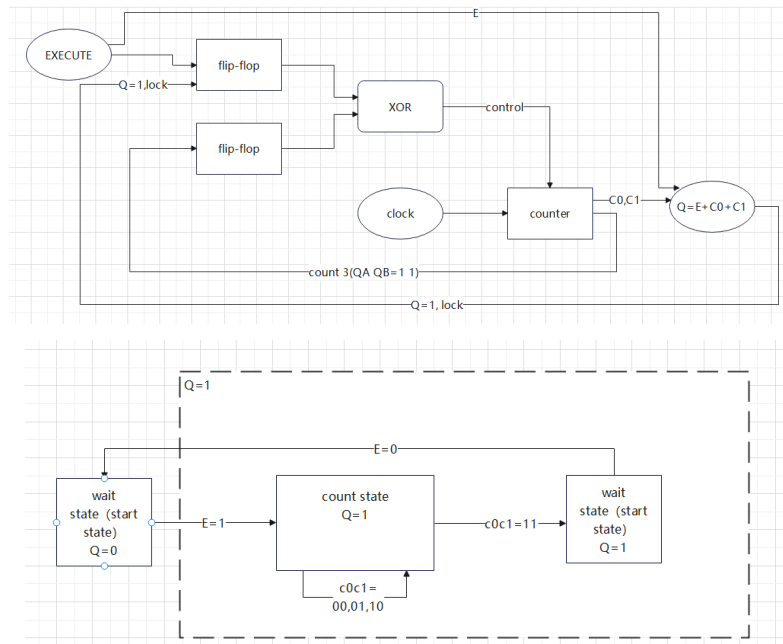 E
EXECUTE
flip-flop
Q=1,lock
XOR
control
flip-flop
clock
counter
C0,C1
Q=E+C0+C1
count 3(QA QB=1 1)
Q=1, lock
Q=1
E=0
wait
state (start
state)
Q=0
E=1
count state
Q=1
c0c1=11
wait
state (start
state)
Q=1
c0c1=
00,01,10